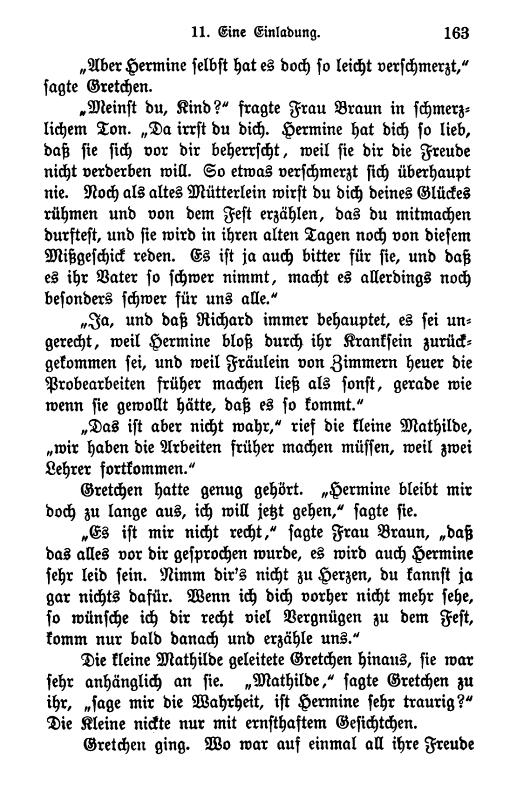 11. Eine Einladung. 163
„Aber Hermine selbst hat es doch so leicht verschmerzt,“
sagte Gretchen.
„Meinst du, Kind?“ fragte Frau Braun in schmerz-
lichem Ton. „Da irrst du dich. Hermine hat dich so lieb,
daß sie sich vor dir beherrscht, weil sie dir die Freude
nicht verderben will. So etwas verschmerzt sich überhaupt
nie. Noch als altes Mütterlein wirst du dich deines Glückes
rühmen und von dem Fest erzählen, das du mitmachen
durftest, und sie wird in ihren alten Tagen noch von diesem
Mißgeschick reden. Es ist ja auch bitter für sie, und daß
es ihr Vater so schwer nimmt, macht es allerdings noch
besonders schwer für uns alle.“
„Ja, und daß Richard immer behauptet, es sei un-
gerecht, weil Hermine bloß durch ihr Kranksein zurück-
gekommen sei, und weil Fräulein von Zimmern heuer die
Probearbeiten früher machen ließ als sonst, gerade wie
wenn sie gewollt hätte, daß es so kommt.“
„Das ist aber nicht wahr,“ rief die kleine Mathilde,
„wir haben die Arbeiten früher machen müssen, weil zwei
Lehrer fortkommen.“
Gretchen hatte genug gehört. „Hermine bleibt mir
doch zu lange aus, ich will jetzt gehen,“ sagte sie.
„Es ist mir nicht recht,“ sagte Frau Braun, „daß
das alles vor dir gesprochen wurde, es wird auch Hermine
sehr leid sein. Nimm dir's nicht zu Herzen, du kannst ja
gar nichts dafür. Wenn ich dich vorher nicht mehr sehe,
so wünsche ich dir recht viel Vergnügen zu dem Fest,
komm nur bald danach und erzähle uns.“
Die kleine Mathilde geleitete Gretchen hinaus, sie war
sehr anhänglich an sie. „Mathilde,“ sagte Gretchen zu
ihr, „sage mir die Wahrheit, ist Hermine sehr traurig?“
Die Kleine nickte nur mit ernsthaftem Gesichtchen.
Gretchen ging. Wo war auf einmal all ihre Freude